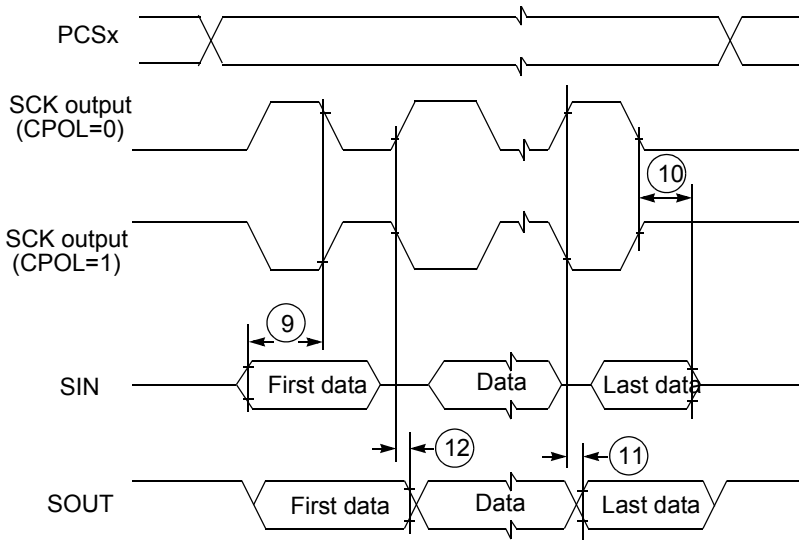 PCSx
SCK output
(CPOL=0)
10
SCK output
(CPOL=1)
9
SIN
First data
Data
Last data
12
11
SOUT
First data
Data
Last data